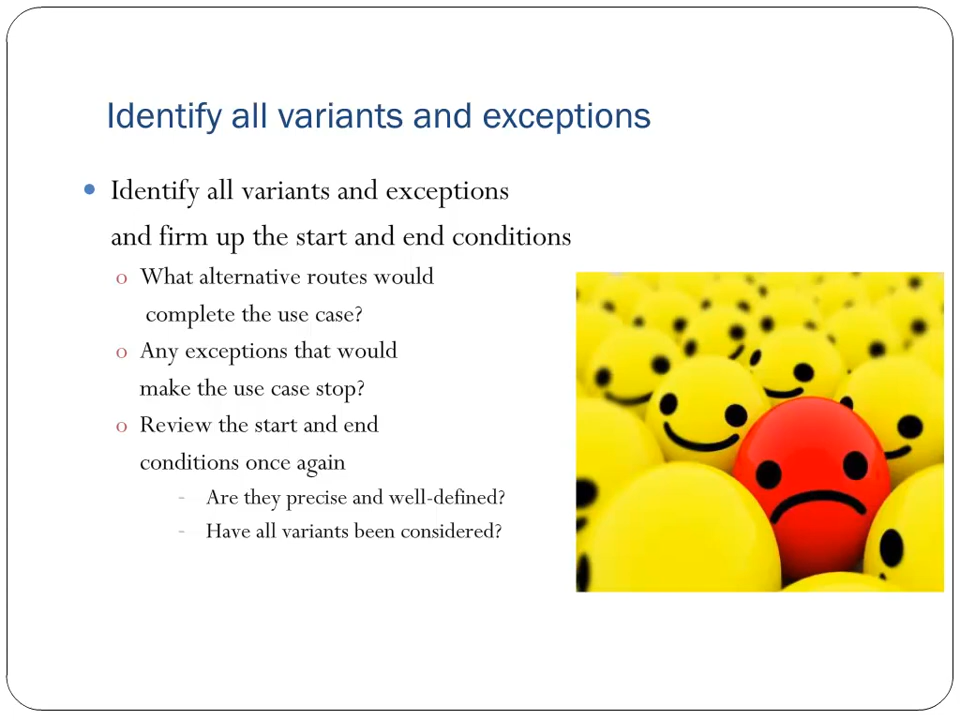 Identify all variants and exceptions
• Identify all variants and exceptions
and firm up the start and end conditions
o What alternative routes would
complete the use case?
o Any exceptions that would
make the use case stop?
o Review the start and end
conditions once again
- Are they precise and well-defined?
- Have all variants been considered?